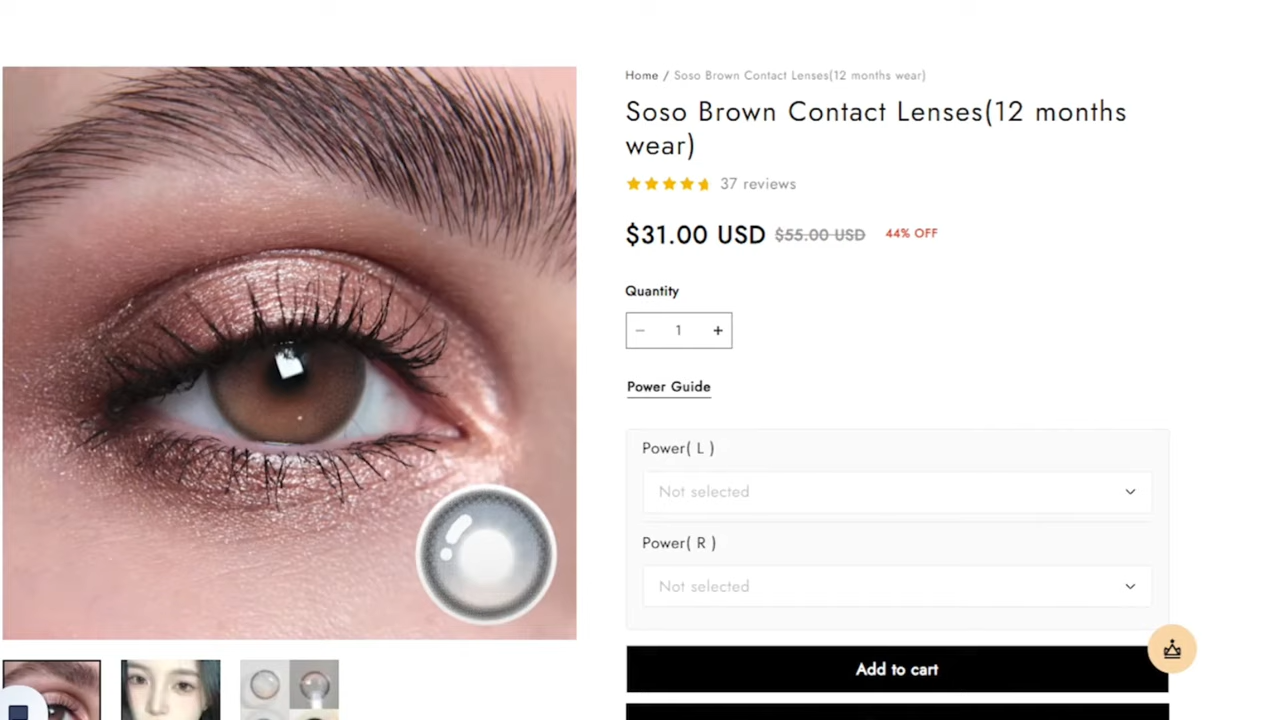 Home / Soso Brown Contact Lenses(12 months wear)
Soso Brown Contact Lenses(12 months
wear)
37 reviews
$31.00 USD $55.00 USD 44% OFF
Quantity
− 1 +
Power Guide
Power( L )
Not selected
Power( R )
Not selected
Add to cart